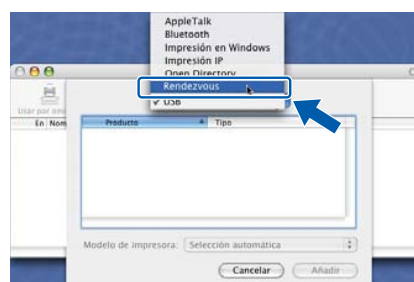 AppleTalk
Bluetooth
Impresión en Windows
Impresión IP
Open Directory
Rendezvous
✓ USB
Usar por omi
En Nom
Producto Tipo
Modelo de impresora: Selección automática
Cancelar Añadir